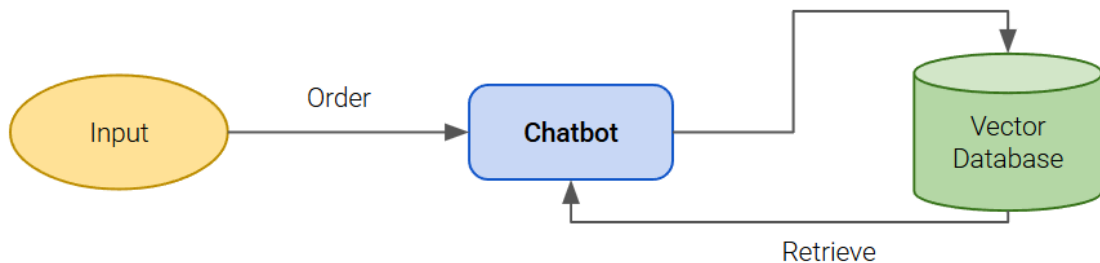 Order
Input
Chatbot
Vector
Database
Retrieve